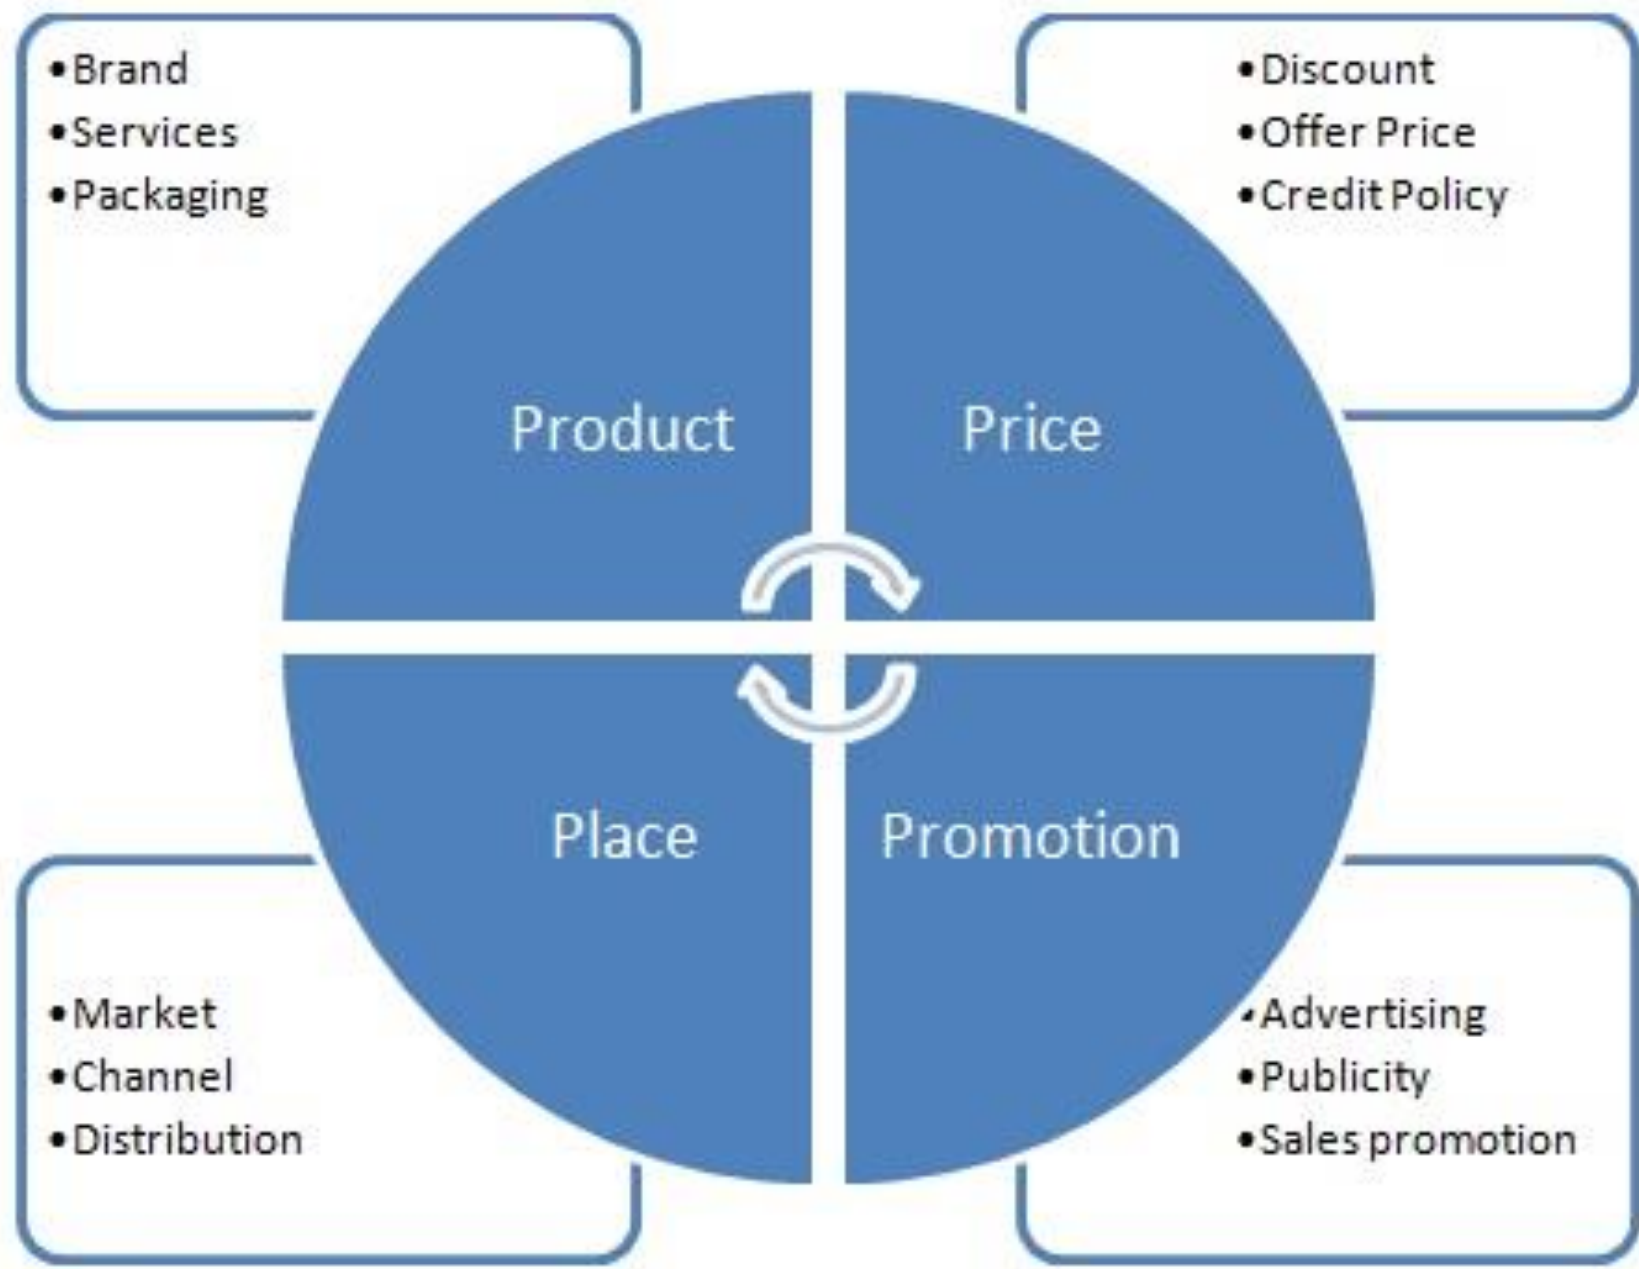 •Brand
•Services
•Packaging
•Discount
•Offer Price
•Credit Policy
Product
Price
Place
Promotion
•Market
•Channel
•Distribution
•Advertising
•Publicity
•Sales promotion